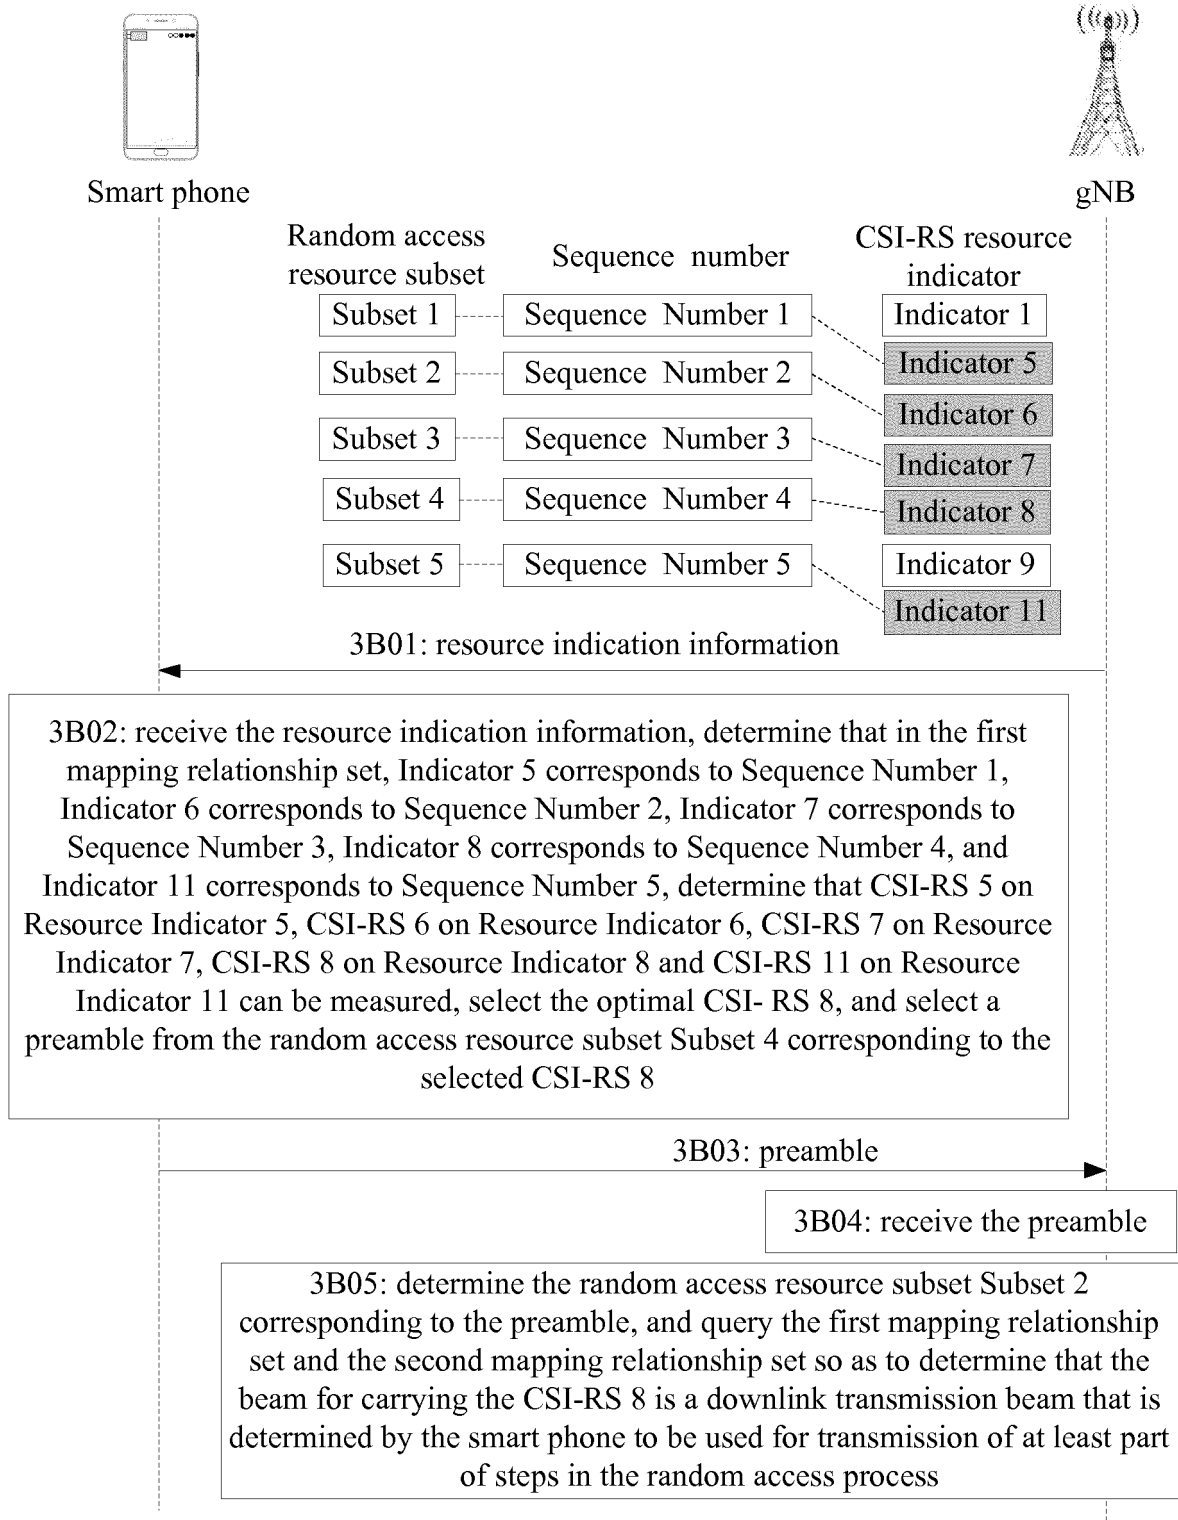 Smart phone
gNB
Random access
resource subset
Sequence number
CSI-RS resource
indicator
Subset 1
Sequence Number 1
Indicator 1
Indicator 5
Subset 2
Sequence Number 2
Indicator 6
Subset 3
Sequence Number 3
Indicator 7
Subset 4
Sequence Number 4
Indicator 8
Subset 5
Sequence Number 5
Indicator 9
Indicator 11
3B01: resource indication information
3B02: receive the resource indication information, determine that in the first
mapping relationship set, Indicator 5 corresponds to Sequence Number 1,
Indicator 6 corresponds to Sequence Number 2, Indicator 7 corresponds to
Sequence Number 3, Indicator 8 corresponds to Sequence Number 4, and
Indicator 11 corresponds to Sequence Number 5, determine that CSI-RS 5 on
Resource Indicator 5, CSI-RS 6 on Resource Indicator 6, CSI-RS 7 on Resource
Indicator 7, CSI-RS 8 on Resource Indicator 8 and CSI-RS 11 on Resource
Indicator 11 can be measured, select the optimal CSI- RS 8, and select a
preamble from the random access resource subset Subset 4 corresponding to the
selected CSI-RS 8
3B03: preamble
3B04: receive the preamble
3B05: determine the random access resource subset Subset 2
corresponding to the preamble, and query the first mapping relationship
set and the second mapping relationship set so as to determine that the
beam for carrying the CSI-RS 8 is a downlink transmission beam that is
determined by the smart phone to be used for transmission of at least part
of steps in the random access process